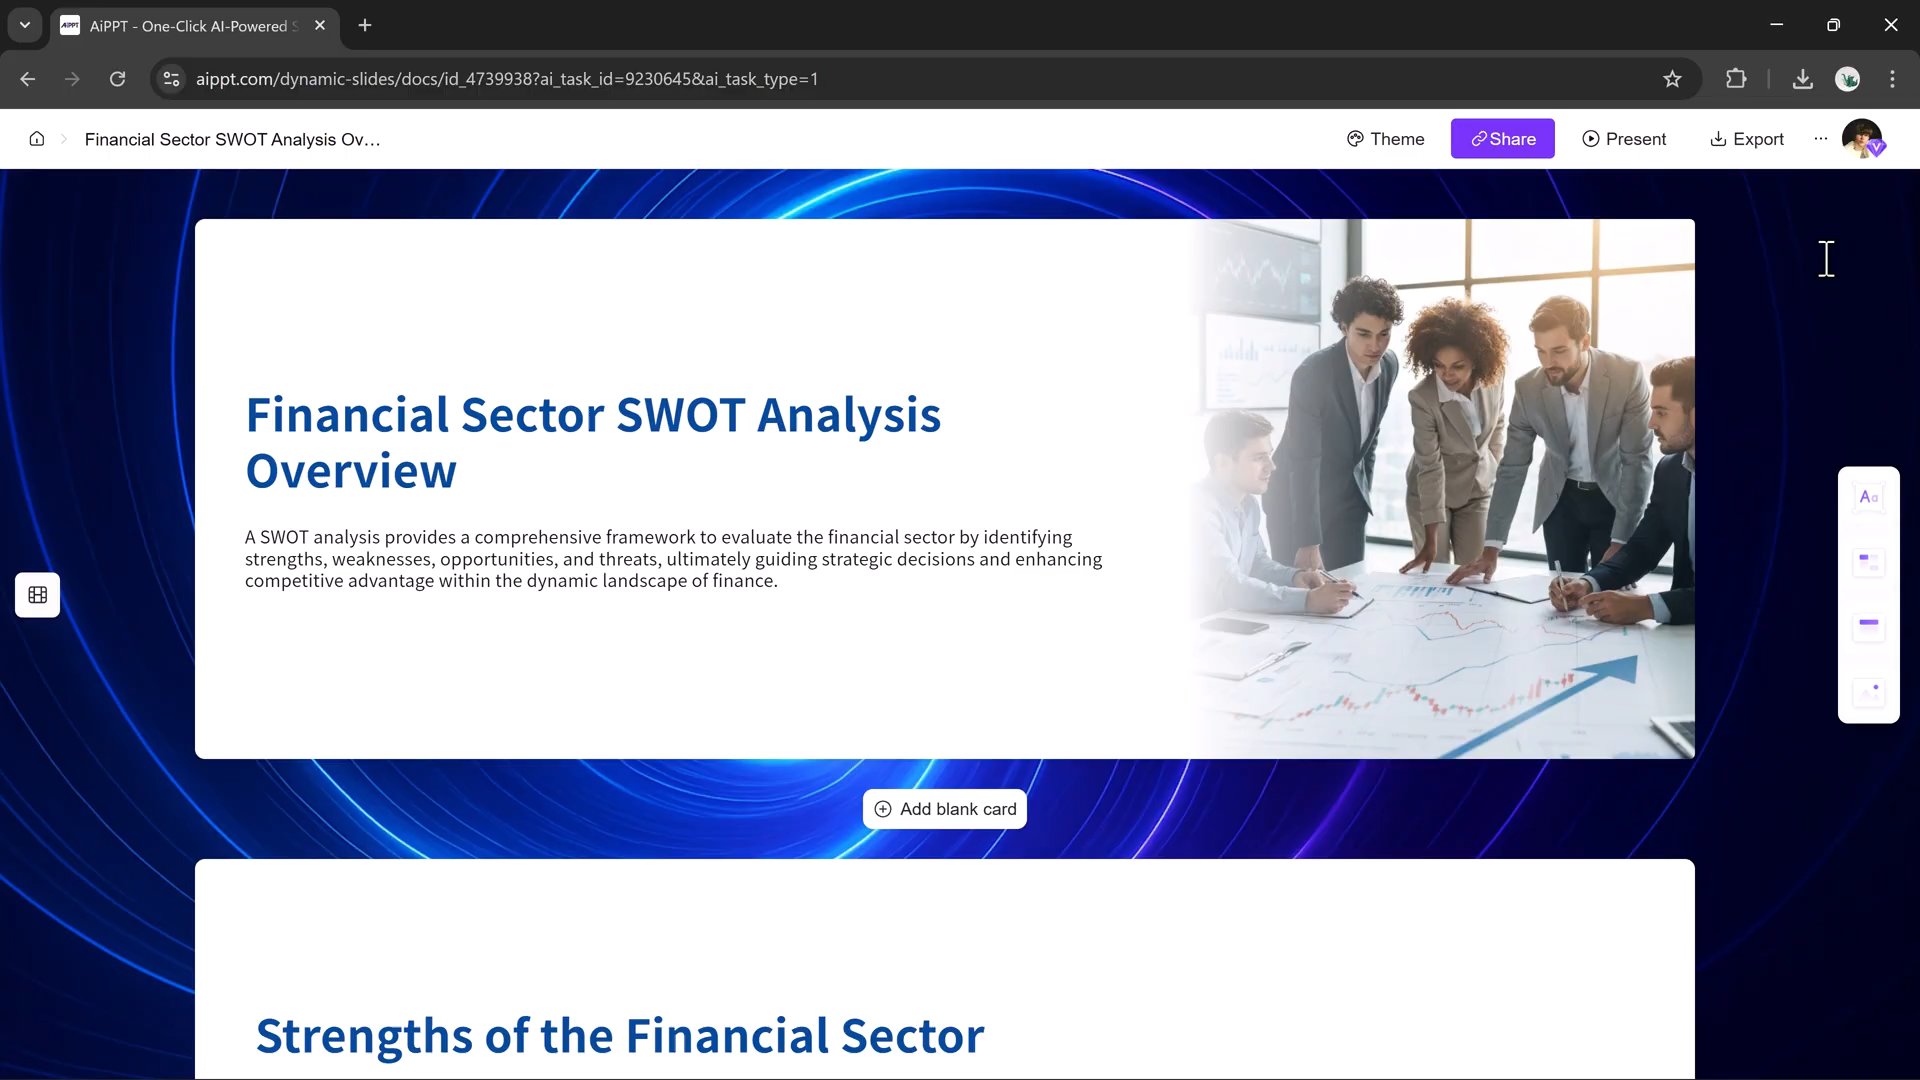 AiPPT
AiPPT - One-Click AI-Powered S
aippt.com/dynamic-slides/docs/id_4739938?ai_task_id=9230645&ai_task_type=1
Financial Sector SWOT Analysis Ov...
Theme
Share
Present
Export
Financial Sector SWOT Analysis
Overview
A SWOT analysis provides a comprehensive framework to evaluate the financial sector by identifying
strengths, weaknesses, opportunities, and threats, ultimately guiding strategic decisions and enhancing
competitive advantage within the dynamic landscape of finance.
Aa
Add blank card
Strengths of the Financial Sector